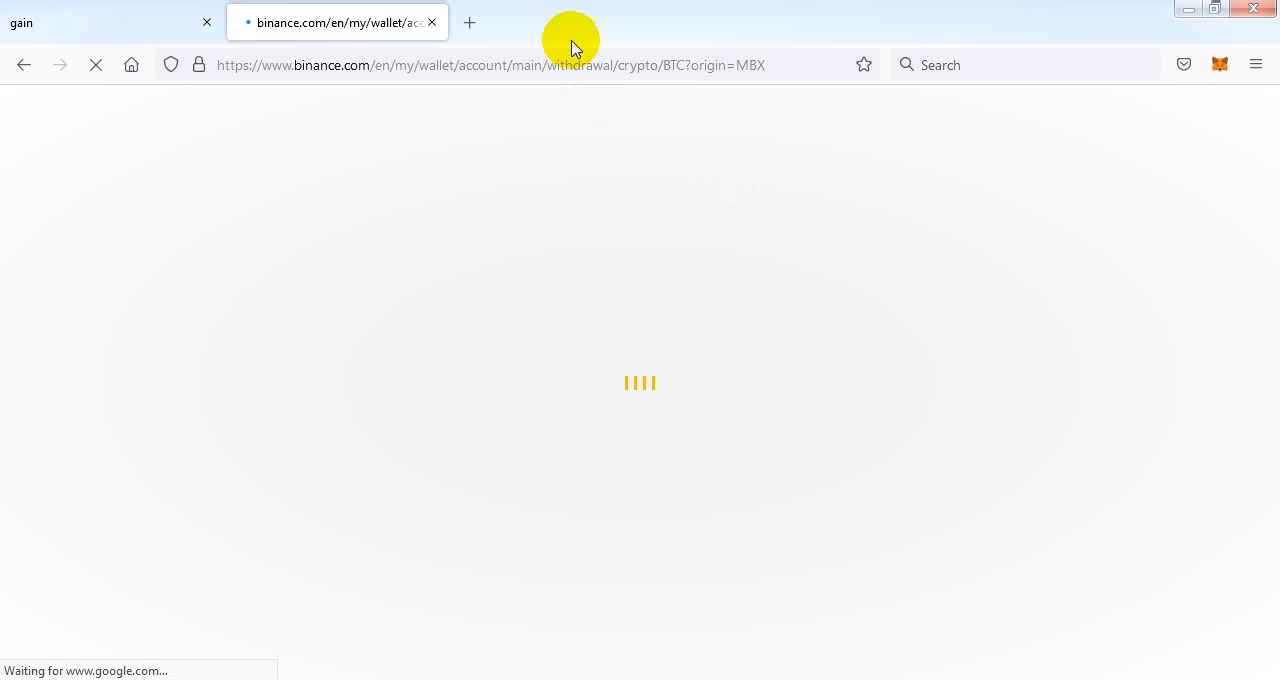 gain
binance.com/en/my/wallet/acc
https://www.binance.com/en/my/wallet/account/main/withdrawal/crypto/BTC?origin=MBX
Search
Waiting for www.google.com...